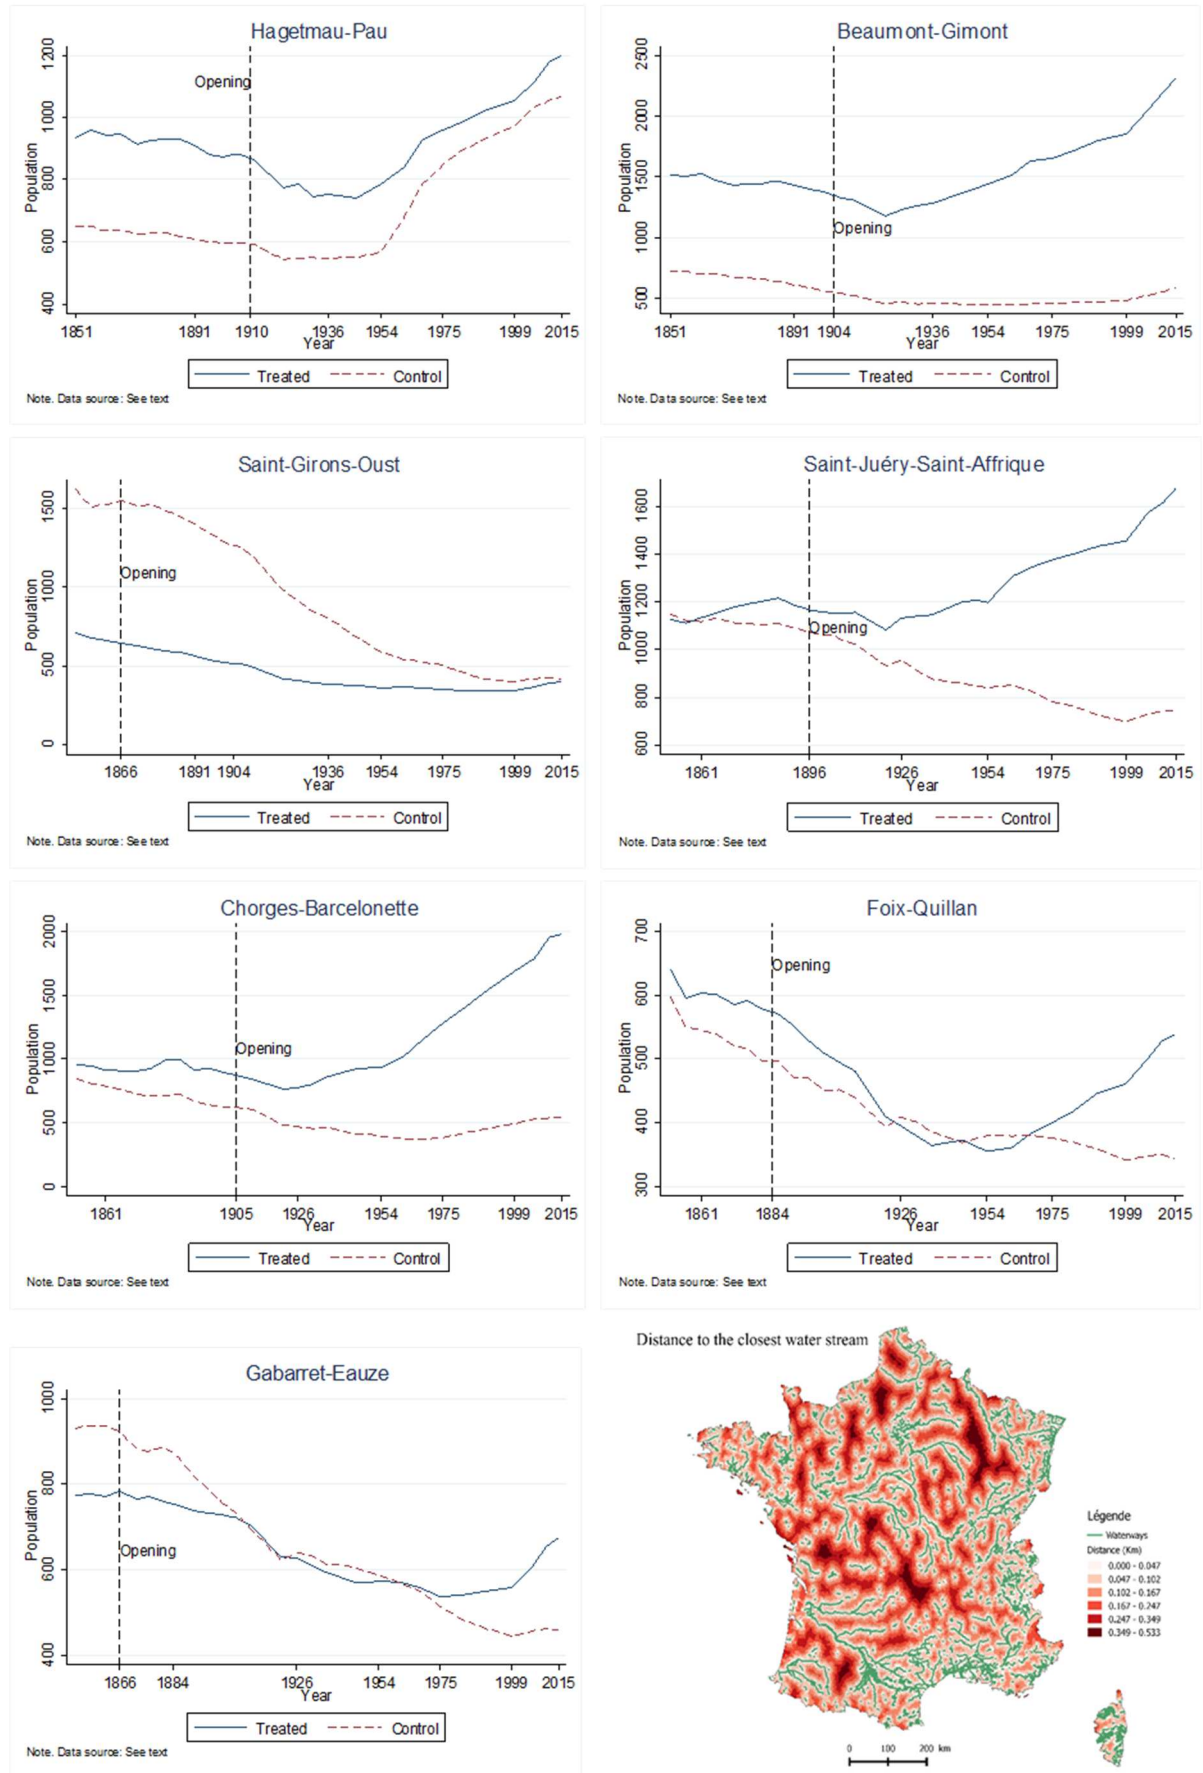 Hagetmau-Pau
1200
1000
800
600
400
Population
Opening
1851 1891 1910 1936 1954 1975 1999 2015
Year
Treated Control
Note. Data source: See text
Beaumont-Gimont
2500
2000
1500
1000
500
Population
Opening
1851 1891 1904 1936 1954 1975 1999 2015
Year
Treated Control
Note. Data source: See text
Saint-Girons-Oust
1500
1000
500
0
Population
Opening
1866 1891 1904 1936 1954 1975 1999 2015
Year
Treated Control
Note. Data source: See text
Saint-Juéry-Saint-Affrique
1600
1400
1200
1000
800
600
Population
Opening
1861 1896 1926 1954 1975 1999 2015
Year
Treated Control
Note. Data source: See text
Chorges-Barcelonette
2000
1500
1000
500
0
Population
Opening
1861 1905 1926 1954 1975 1999 2015
Year
Treated Control
Note. Data source: See text
Foix-Quillan
700
600
500
400
300
Population
Opening
1861 1884 1926 1954 1975 1999 2015
Year
Treated Control
Note. Data source: See text
Gabarret-Eauze
1000
800
600
400
Population
Opening
1866 1884 1926 1954 1975 1999 2015
Year
Treated Control
Note. Data source: See text
Distance to the closest water stream
Légende
Waterways
Distance (Km)
0.000 - 0.047
0.047 - 0.102
0.102 - 0.167
0.167 - 0.247
0.247 - 0.349
0.349 - 0.533
0 100 200 km